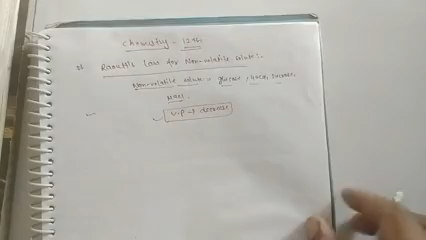 Chemistry - 12th
Raoult's Law for Non-volatile solute:-
Non-volatile solute = glucose, urea, sucrose,
V.P → decrease